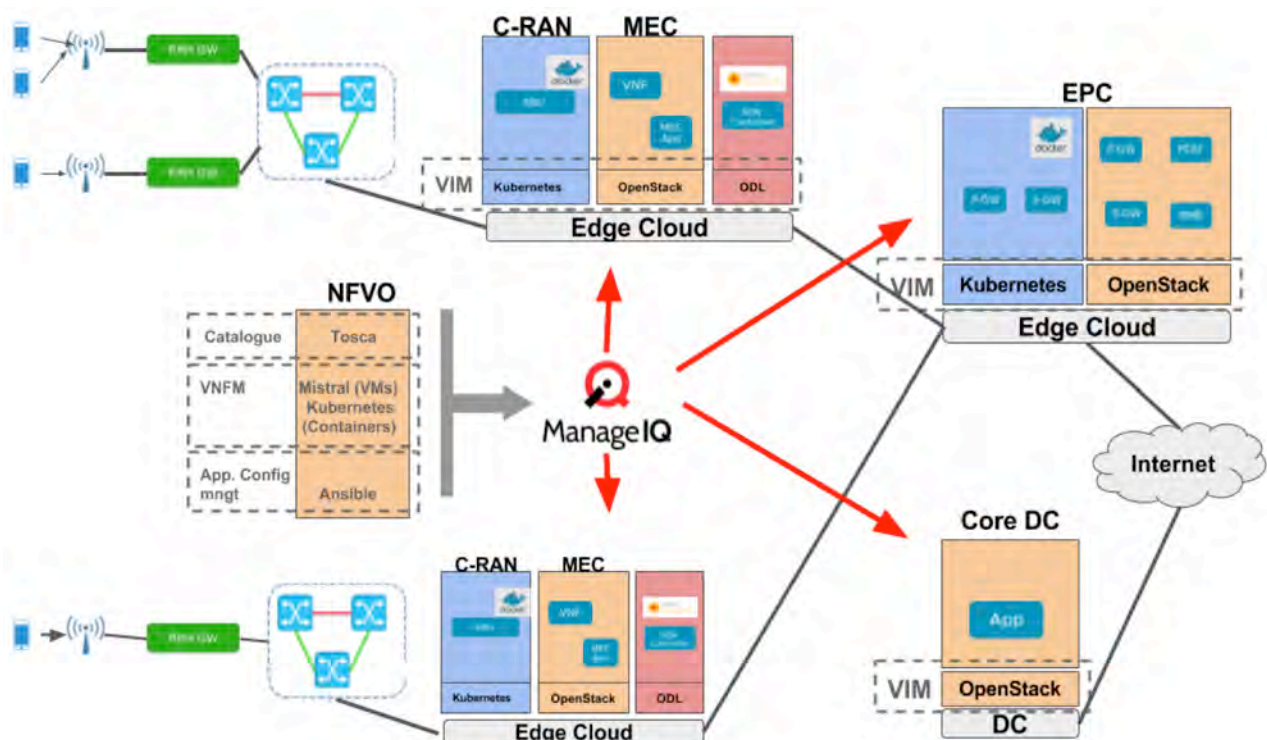 C-RAN
MEC
docker
VNF
MEC
App
VIM
Kubernetes
OpenStack
ODL
Edge Cloud
EPC
docker
VIM
Kubernetes
OpenStack
Edge Cloud
NFVO
Catalogue
Tosca
VNFM
Mistral (VMs)
Kubernetes
(Containers)
App. Config
mngt
Ansible
ManageIQ
Internet
Core DC
App
VIM
OpenStack
DC
C-RAN
MEC
docker
VNF
Kubernetes
OpenStack
ODL
Edge Cloud